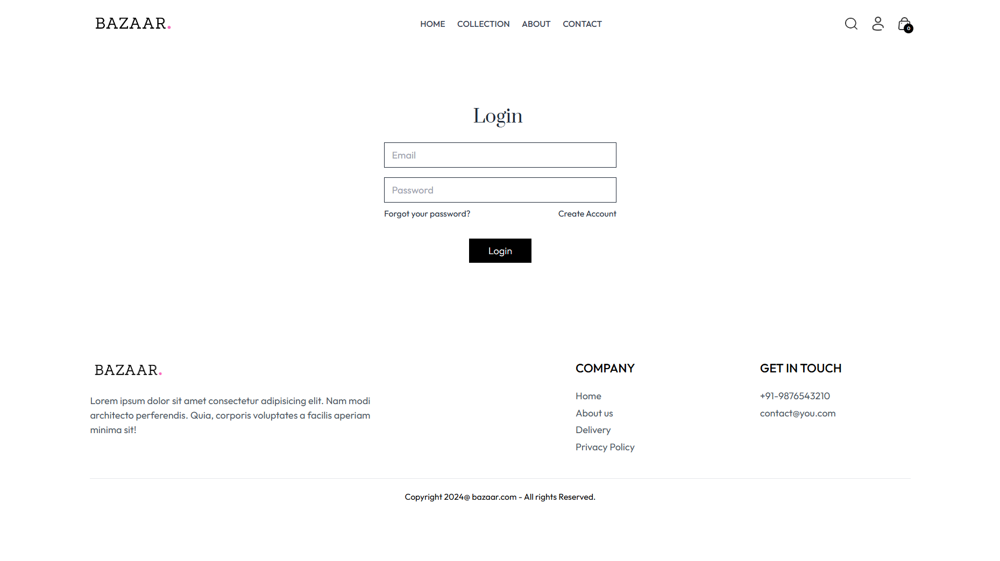 BAZAAR.
HOME COLLECTION ABOUT CONTACT
0
Login
Email
Password
Forgot your password? Create Account
Login
BAZAAR.
Lorem ipsum dolor sit amet consectetur adipisicing elit. Nam modi
architecto perferendis. Quia, corporis voluptates a facilis aperiam
minima sit!
COMPANY
Home
About us
Delivery
Privacy Policy
GET IN TOUCH
+91-9876543210
contact@you.com
Copyright 2024@ bazaar.com - All rights Reserved.